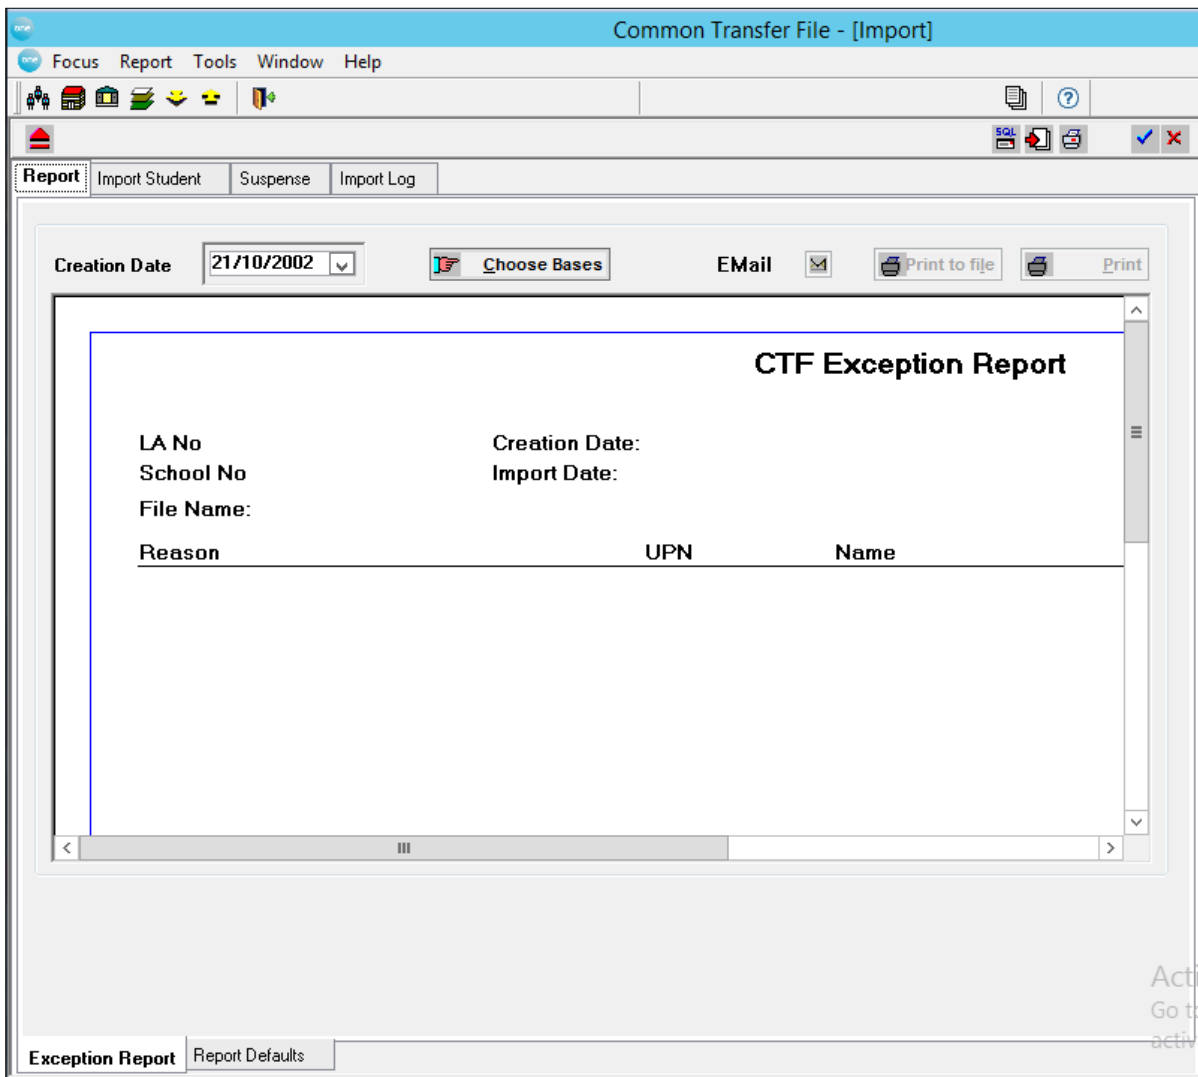 one
Common Transfer File - [Import]
one Focus Report Tools Window Help
SQL
Report Import Student Suspense Import Log
Creation Date 21/10/2002 Choose Bases EMail Print to file Print
CTF Exception Report
LA No Creation Date:
School No Import Date:
File Name:
Reason UPN Name
Go
Exception Report Report Defaults